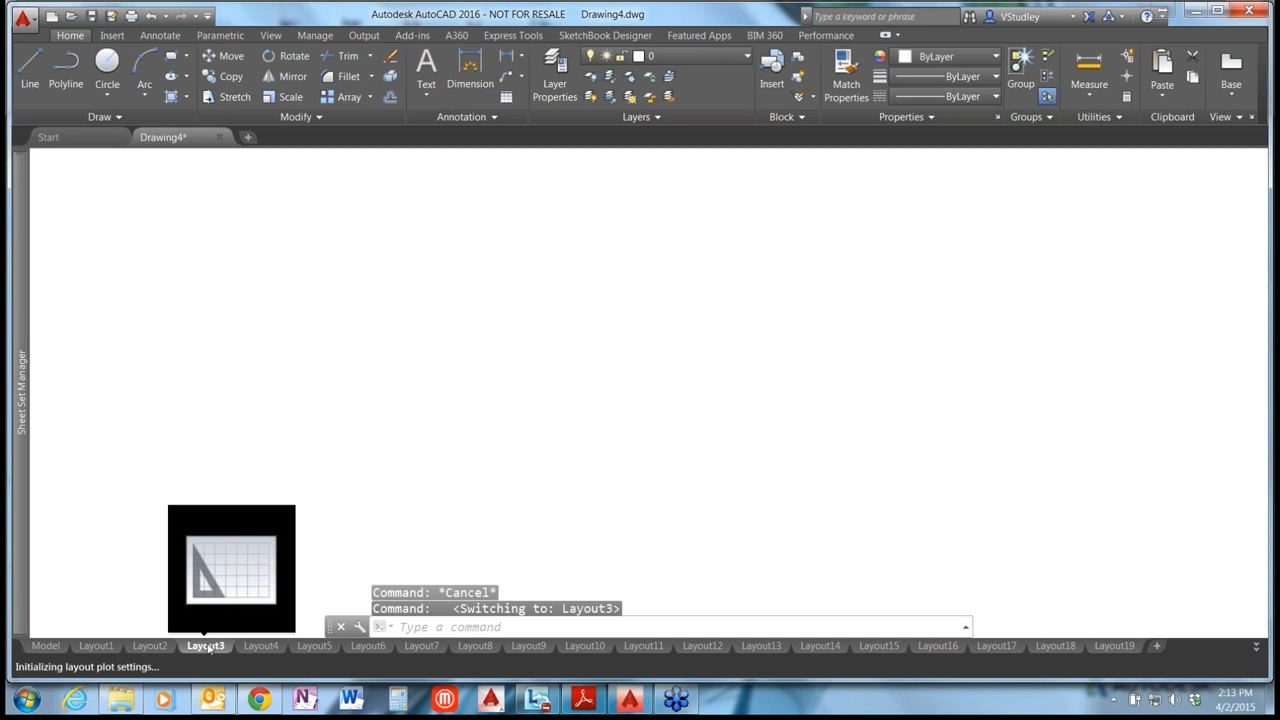 Autodesk AutoCAD 2016 - NOT FOR RESALE Drawing4.dwg
Type a keyword or phrase
VStudley
Home Insert Annotate Parametric View Manage Output Add-ins A360 Express Tools SketchBook Designer Featured Apps BIM 360 Performance
Line Polyline Circle Arc
Move Rotate Trim
Copy Mirror Fillet
Stretch Scale Array
Text Dimension
Layer Properties
0
Insert
Match Properties
ByLayer
ByLayer
ByLayer
Group
Measure
Paste
Base
Draw Modify Annotation Layers Block Properties Groups Utilities Clipboard View
Start Drawing4*
Sheet Set Manager
Command: *Cancel*
Command: <Switching to: Layout3>
Type a command
Model Layout1 Layout2 Layout3 Layout4 Layout5 Layout6 Layout7 Layout8 Layout9 Layout10 Layout11 Layout12 Layout13 Layout14 Layout15 Layout16 Layout17 Layout18 Layout19
Initializing layout plot settings...
2:13 PM
4/2/2015